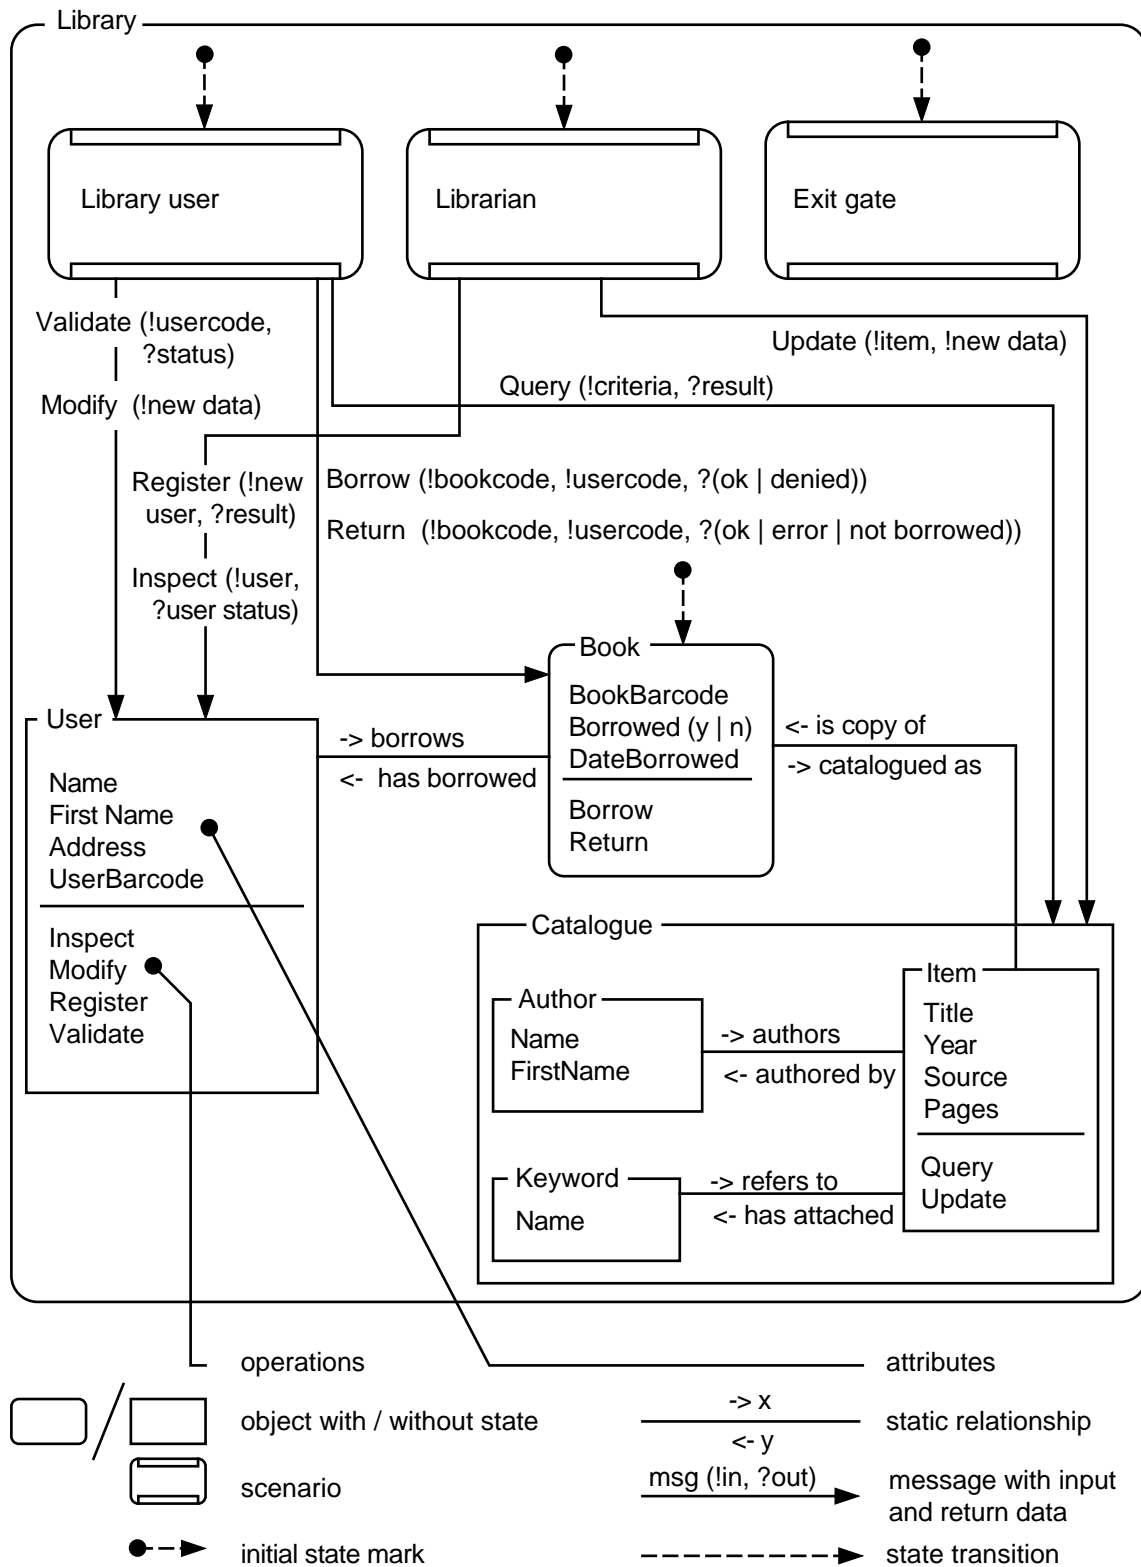 Library
Library user
Librarian
Exit gate
Validate (!usercode,
?status)
Update (!item, !new data)
Modify (!new data)
Query (!criteria, ?result)
Register (!new
user, ?result)
Borrow (!bookcode, !usercode, ?(ok | denied))
Return (!bookcode, !usercode, ?(ok | error | not borrowed))
Inspect (!user,
?user status)
Book
BookBarcode
Borrowed (y | n)
DateBorrowed
Borrow
Return
User
Name
First Name
Address
UserBarcode
Inspect
Modify
Register
Validate
-> borrows
<- has borrowed
<- is copy of
-> catalogued as
Catalogue
Author
Name
FirstName
-> authors
<- authored by
Item
Title
Year
Source
Pages
Query
Update
Keyword
Name
-> refers to
<- has attached
operations
attributes
object with / without state
-> x
<- y
static relationship
scenario
msg (!in, ?out)
message with input
and return data
initial state mark
state transition